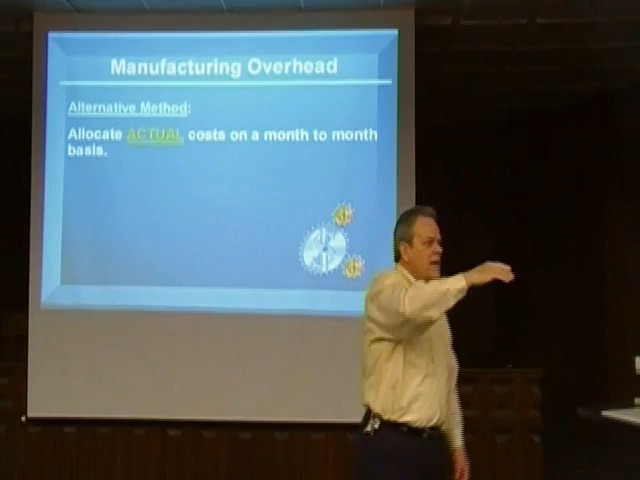 Manufacturing Overhead
Alternative Method:
Allocate ACTUAL costs on a month to month
basis.